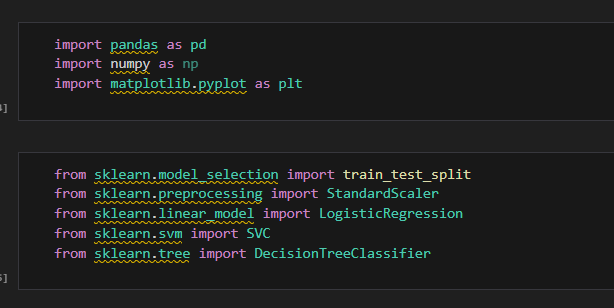 import pandas as pd
import numpy as np
import matplotlib.pyplot as plt
from sklearn.model_selection import train_test_split
from sklearn.preprocessing import StandardScaler
from sklearn.linear_model import LogisticRegression
from sklearn.svm import SVC
from sklearn.tree import DecisionTreeClassifier